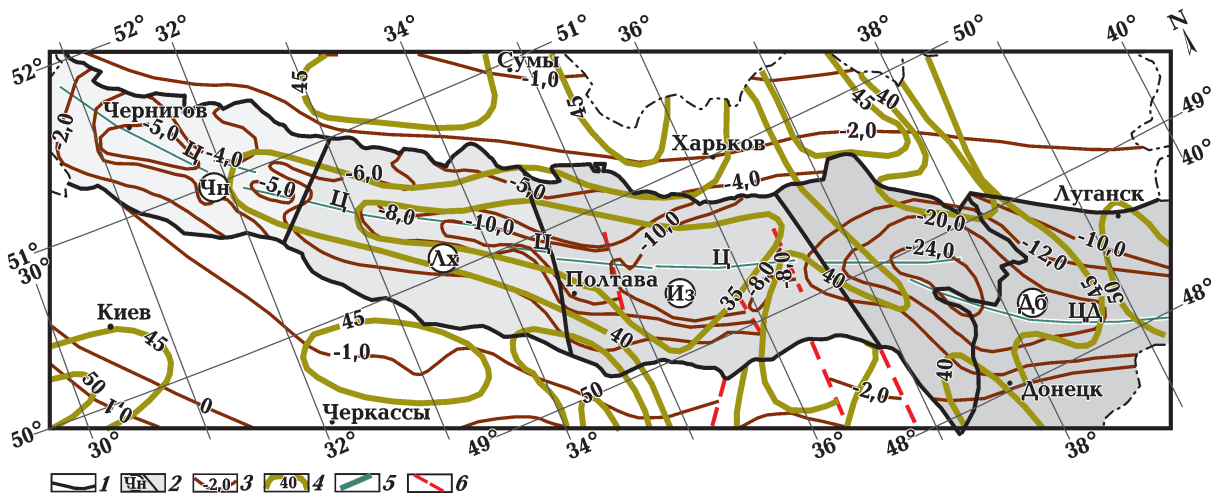 52° 32° 34° 51° 36° 38° 50° 40° N
52°
Сумы
-1,0
45
45
45
40
49°
Чернигов
-2,0
-5,0
-2,0
Ц
-4,0
Харьков
40°
Чн
-5,0
-6,0
-5,0
-4,0
Луганск
Ц
-8,0
-10,0
-10,0
-20,0
-10,0
Ц
-24,0
-12,0
51°
30°
Лх
Ц
Полтава
Из
-8,0
-8,0
40
45
50
48°
35
Дб
ЦД
Киев
45
45
40
-1,0
40
50
50
-2,0
Донецк
0,1
0
Черкассы
50°
30° 32° 49° 34° 36° 48° 38°
1 Чн 2 -2,0 3 40 4 5 6